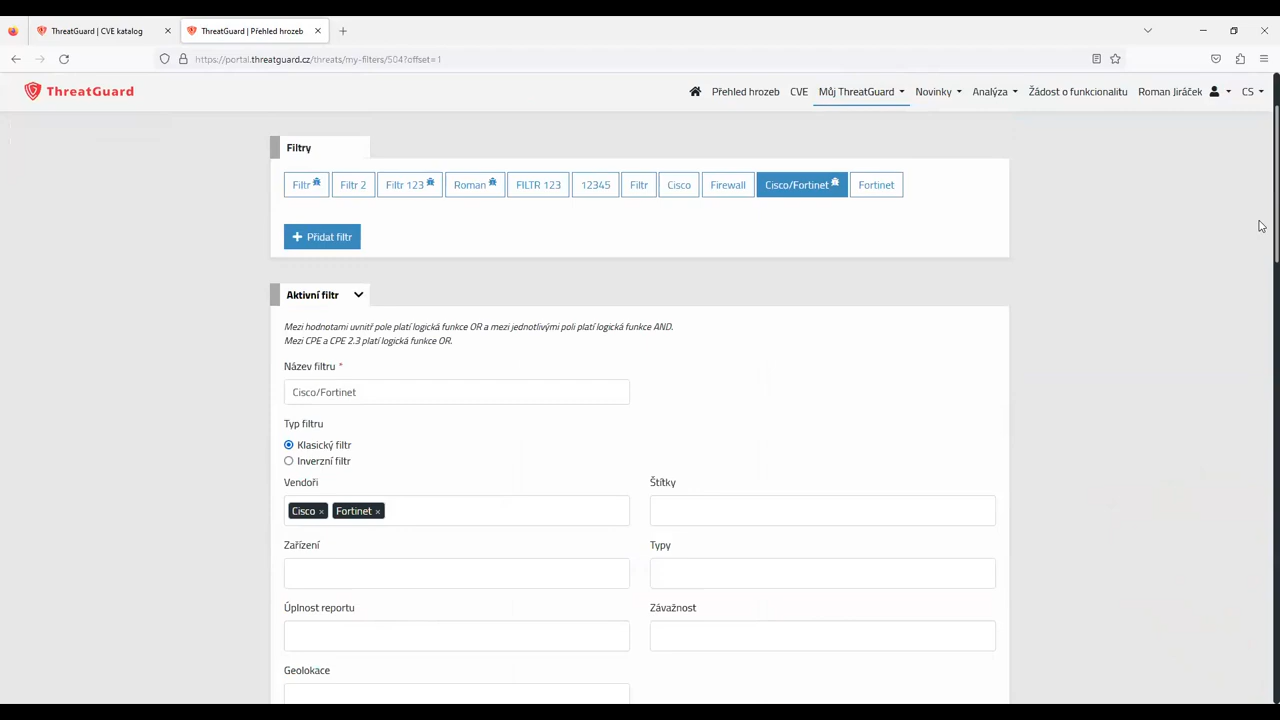 ThreatGuard | CVE katalog
ThreatGuard | Přehled hrozeb
https://portal.threatguard.cz/threats/my-filters/504?offset=1
ThreatGuard
Přehled hrozeb CVE Můj ThreatGuard Novinky Analýza Žádost o funkcionalitu Roman Jiráček CS
Filtry
Filtr Filtr 2 Filtr 123 Roman FILTR 123 12345 Filtr Cisco Firewall Cisco/Fortinet Fortinet
+ Přidat filtr
Aktivní filtr
Mezi hodnotami uvnitř pole platí logická funkce OR a mezi jednotlivými poli platí logická funkce AND.
Mezi CPE a CPE 2.3 platí logická funkce OR.
Název filtru *
Cisco/Fortinet
Typ filtru
Klasický filtr
Inverzní filtr
Vendoři Štítky
Cisco × Fortinet ×
Zařízení Typy
Úplnost reportu Závažnost
Geolokace